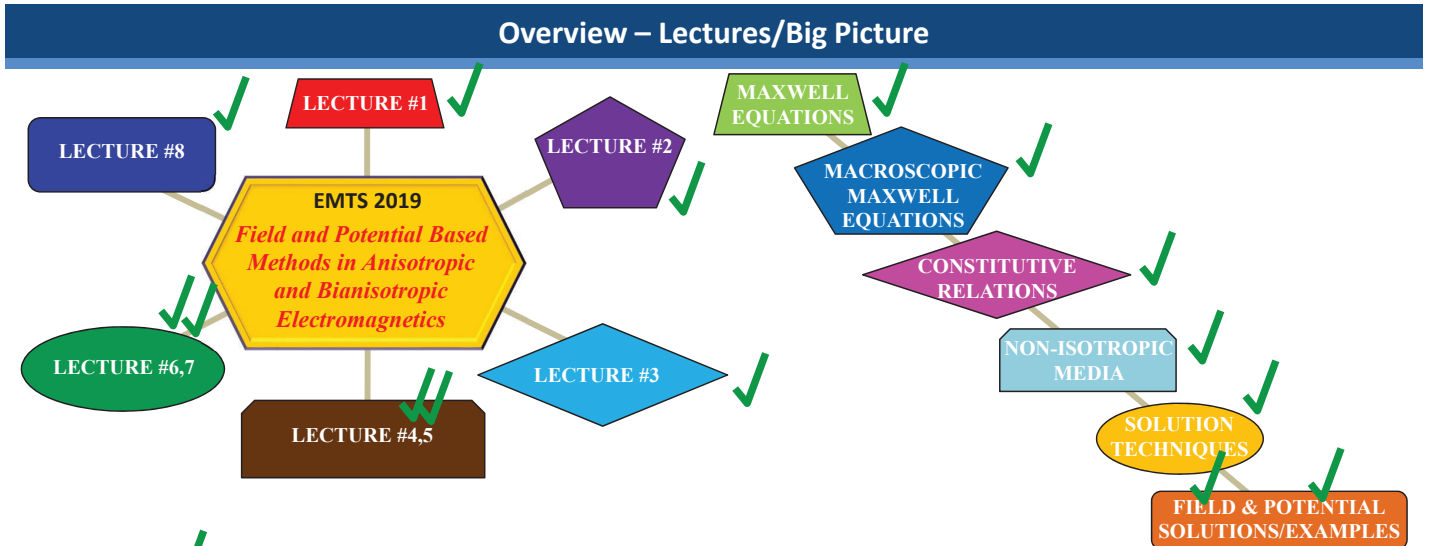 Overview – Lectures/Big Picture
LECTURE #1
LECTURE #8
LECTURE #2
EMTS 2019
Field and Potential Based
Methods in Anisotropic
and Bianisotropic
Electromagnetics
LECTURE #6,7
LECTURE #3
LECTURE #4,5
MAXWELL
EQUATIONS
MACROSCOPIC
MAXWELL
EQUATIONS
CONSTITUTIVE
RELATIONS
NON-ISOTROPIC
MEDIA
SOLUTION
TECHNIQUES
FIELD & POTENTIAL
SOLUTIONS/EXAMPLES